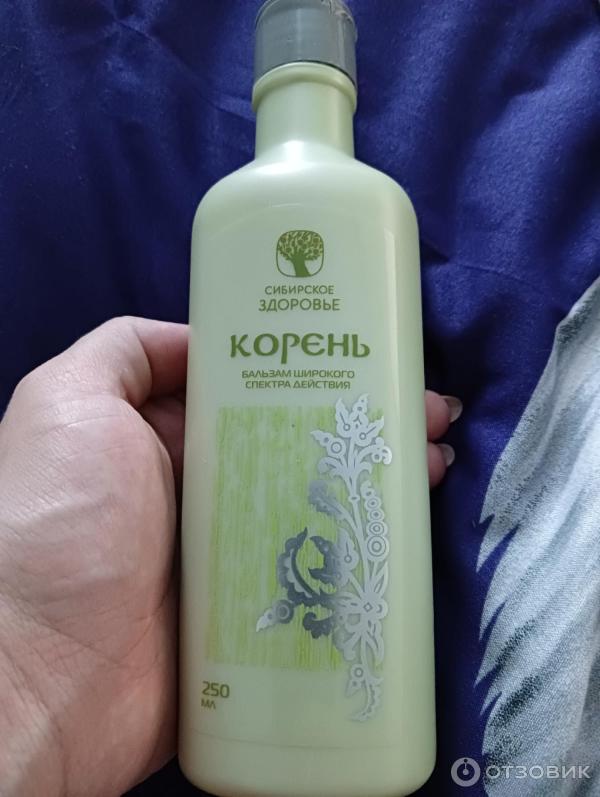 СИБИРСКОЕ
ЗДОРОВЬЕ
КОРЕНЬ
БАЛЬЗАМ ШИРОКОГО
СПЕКТРА ДЕЙСТВИЯ
250
МЛ
ОТЗОВИК